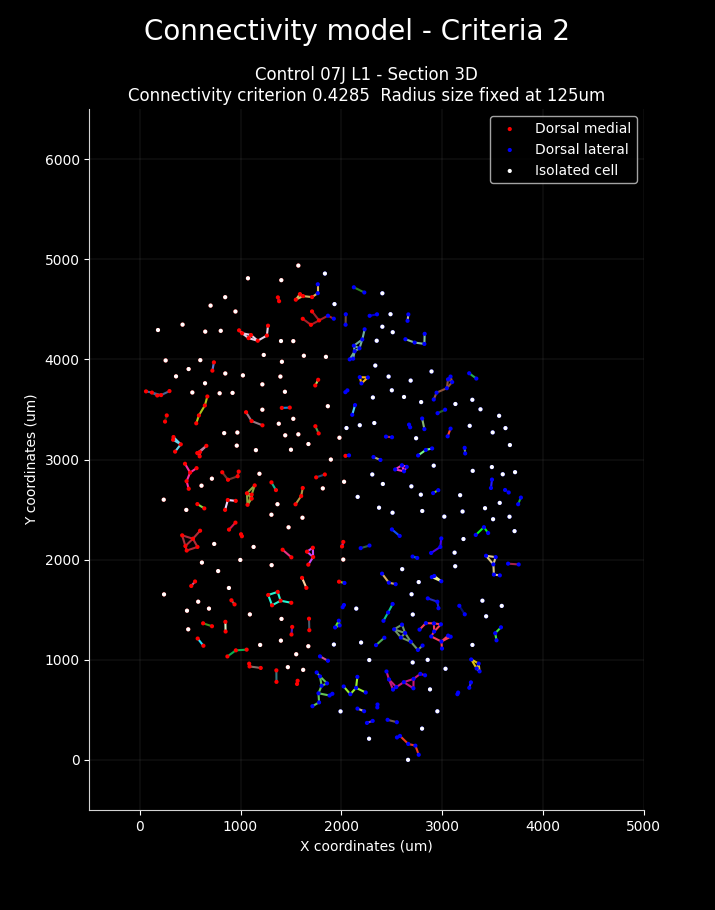 Connectivity model - Criteria 2
Control 07J L1 - Section 3D
Connectivity criterion 0.4285  Radius size fixed at 125um
Dorsal medial
Dorsal lateral
Isolated cell
6000
5000
4000
3000
2000
1000
0
Y coordinates (um)
0 1000 2000 3000 4000 5000
X coordinates (um)